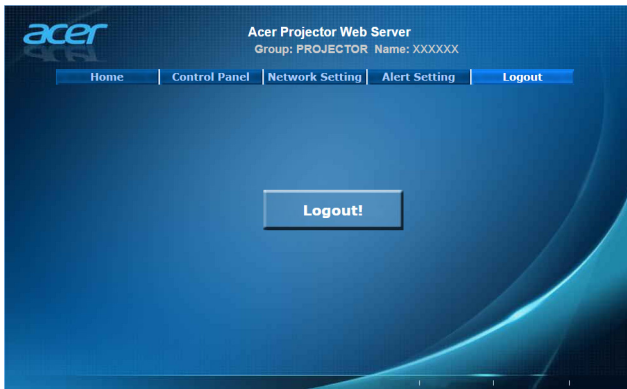 acer
Acer Projector Web Server
Group: PROJECTOR Name: XXXXXX
Home Control Panel Network Setting Alert Setting Logout
Logout!